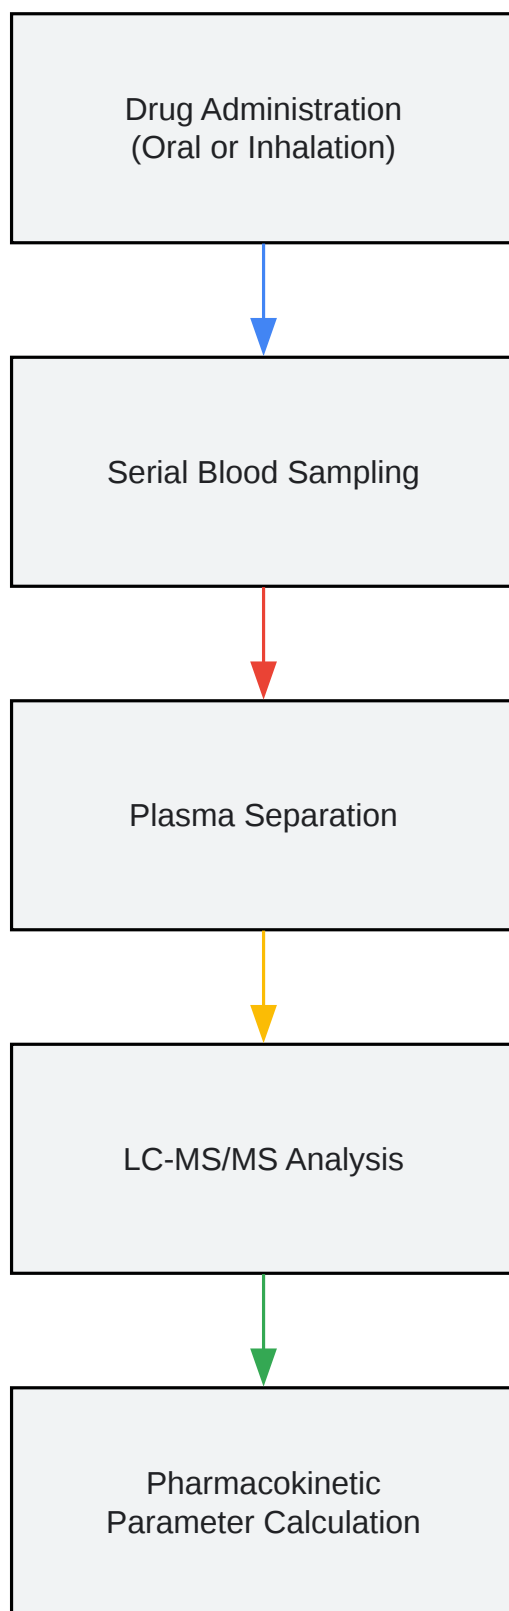 Drug Administration
(Oral or Inhalation)
Serial Blood Sampling
Plasma Separation
LC-MS/MS Analysis
Pharmacokinetic
Parameter Calculation